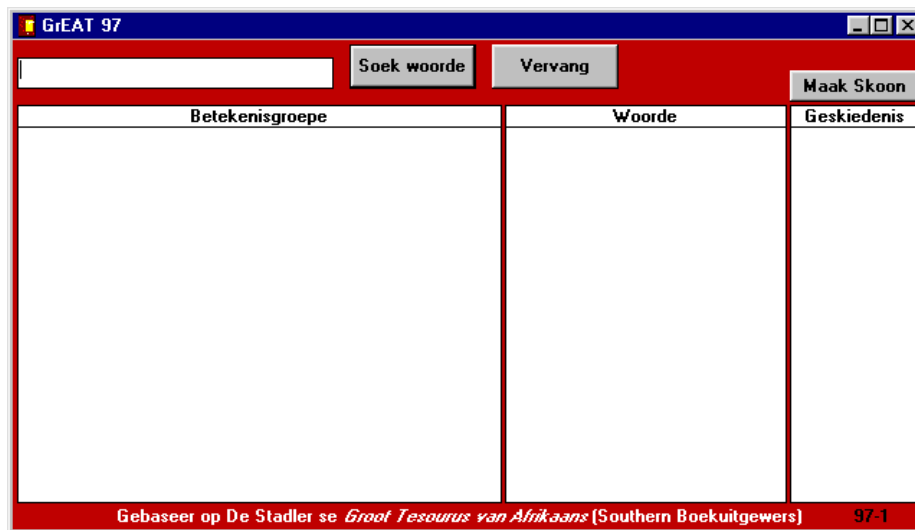 GrEAT 97
Soek woorde
Vervang
Maak Skoon
Betekenisgroepe
Woorde
Geskiedenis
Gebaseer op De Stadler se Groot Tesourus van Afrikaans (Southern Boekuitgewers)
97-1